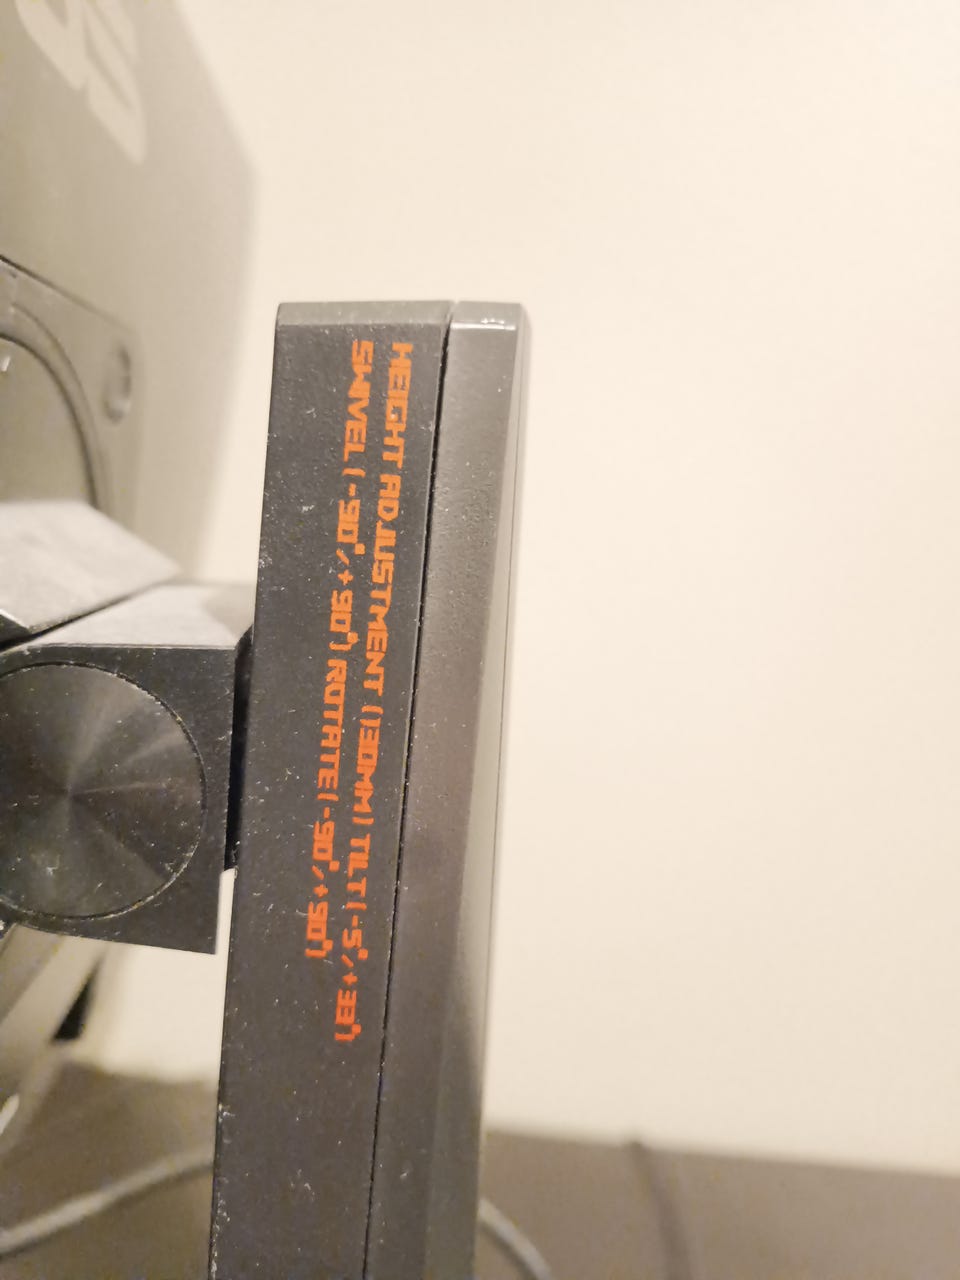 HEIGHT ADJUSTMENT (130MM) TILT(-5°/+33°)
SWIVEL(-90°/+90°) ROTATE(-90°/+90°)